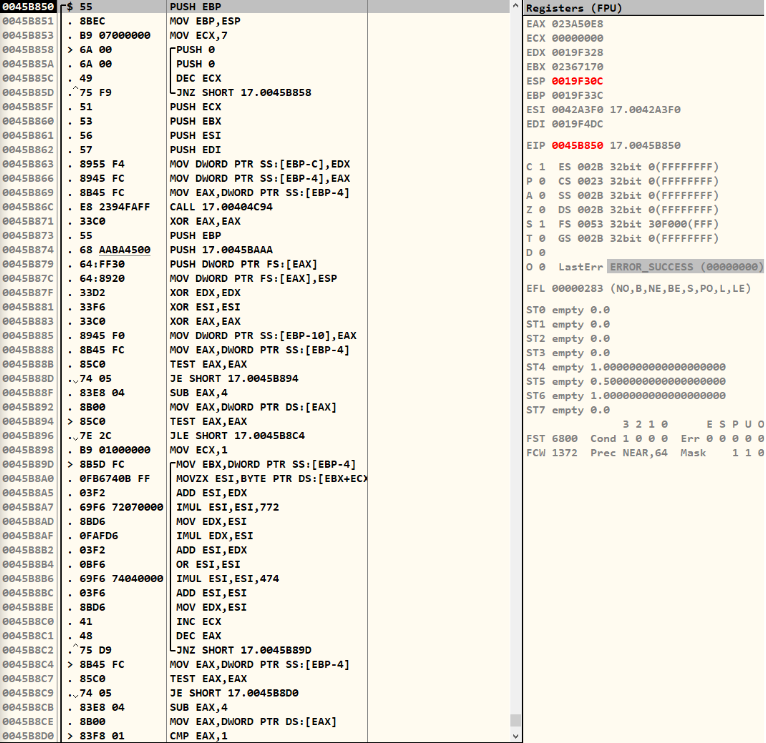 0045B850 $ 55 PUSH EBP
0045B851 . 8BEC MOV EBP,ESP
0045B853 . B9 07000000 MOV ECX,7
0045B858 > 6A 00 PUSH 0
0045B85A . 6A 00 PUSH 0
0045B85C . 49 DEC ECX
0045B85D .^75 F9 JNZ SHORT 17.0045B858
0045B85F . 51 PUSH ECX
0045B860 . 53 PUSH EBX
0045B861 . 56 PUSH ESI
0045B862 . 57 PUSH EDI
0045B863 . 8955 F4 MOV DWORD PTR SS:[EBP-C],EDX
0045B866 . 8945 FC MOV DWORD PTR SS:[EBP-4],EAX
0045B869 . 8B45 FC MOV EAX,DWORD PTR SS:[EBP-4]
0045B86C . E8 2394FAFF CALL 17.00404C94
0045B871 . 33C0 XOR EAX,EAX
0045B873 . 55 PUSH EBP
0045B874 . 68 AABA4500 PUSH 17.0045BAAA
0045B879 . 64:FF30 PUSH DWORD PTR FS:[EAX]
0045B87C . 64:8920 MOV DWORD PTR FS:[EAX],ESP
0045B87F . 33D2 XOR EDX,EDX
0045B881 . 33F6 XOR ESI,ESI
0045B883 . 33C0 XOR EAX,EAX
0045B885 . 8945 F0 MOV DWORD PTR SS:[EBP-10],EAX
0045B888 . 8B45 FC MOV EAX,DWORD PTR SS:[EBP-4]
0045B88B . 85C0 TEST EAX,EAX
0045B88D .v74 05 JE SHORT 17.0045B894
0045B88F . 83E8 04 SUB EAX,4
0045B892 . 8B00 MOV EAX,DWORD PTR DS:[EAX]
0045B894 > 85C0 TEST EAX,EAX
0045B896 .v7E 2C JLE SHORT 17.0045B8C4
0045B898 . B9 01000000 MOV ECX,1
0045B89D > 8B5D FC MOV EBX,DWORD PTR SS:[EBP-4]
0045B8A0 . 0FB6740B FF MOVZX ESI,BYTE PTR DS:[EBX+ECX
0045B8A5 . 03F2 ADD ESI,EDX
0045B8A7 . 69F6 72070000 IMUL ESI,ESI,772
0045B8AD . 8BD6 MOV EDX,ESI
0045B8AF . 0FAFD6 IMUL EDX,ESI
0045B8B2 . 03F2 ADD ESI,EDX
0045B8B4 . 0BF6 OR ESI,ESI
0045B8B6 . 69F6 74040000 IMUL ESI,ESI,474
0045B8BC . 03F6 ADD ESI,ESI
0045B8BE . 8BD6 MOV EDX,ESI
0045B8C0 . 41 INC ECX
0045B8C1 . 48 DEC EAX
0045B8C2 .^75 D9 JNZ SHORT 17.0045B89D
0045B8C4 > 8B45 FC MOV EAX,DWORD PTR SS:[EBP-4]
0045B8C7 . 85C0 TEST EAX,EAX
0045B8C9 .v74 05 JE SHORT 17.0045B8D0
0045B8CB . 83E8 04 SUB EAX,4
0045B8CE . 8B00 MOV EAX,DWORD PTR DS:[EAX]
0045B8D0 > 83F8 01 CMP EAX,1
Registers (FPU)
EAX 023A50E8
ECX 00000000
EDX 0019F328
EBX 02367170
ESP 0019F30C
EBP 0019F33C
ESI 0042A3F0 17.0042A3F0
EDI 0019F4DC
EIP 0045B850 17.0045B850
C 1 ES 002B 32bit 0(FFFFFFFF)
P 0 CS 0023 32bit 0(FFFFFFFF)
A 0 SS 002B 32bit 0(FFFFFFFF)
Z 0 DS 002B 32bit 0(FFFFFFFF)
S 1 FS 0053 32bit 30F000(FFF)
T 0 GS 002B 32bit 0(FFFFFFFF)
D 0
O 0 LastErr ERROR_SUCCESS (00000000)
EFL 00000283 (NO,B,NE,BE,S,PO,L,LE)
ST0 empty 0.0
ST1 empty 0.0
ST2 empty 0.0
ST3 empty 0.0
ST4 empty 1.0000000000000000000
ST5 empty 0.5000000000000000000
ST6 empty 1.0000000000000000000
ST7 empty 0.0
3 2 1 0 E S P U O
FST 6800 Cond 1 0 0 0 Err 0 0 0 0 0
FCW 1372 Prec NEAR,64 Mask 1 1 0